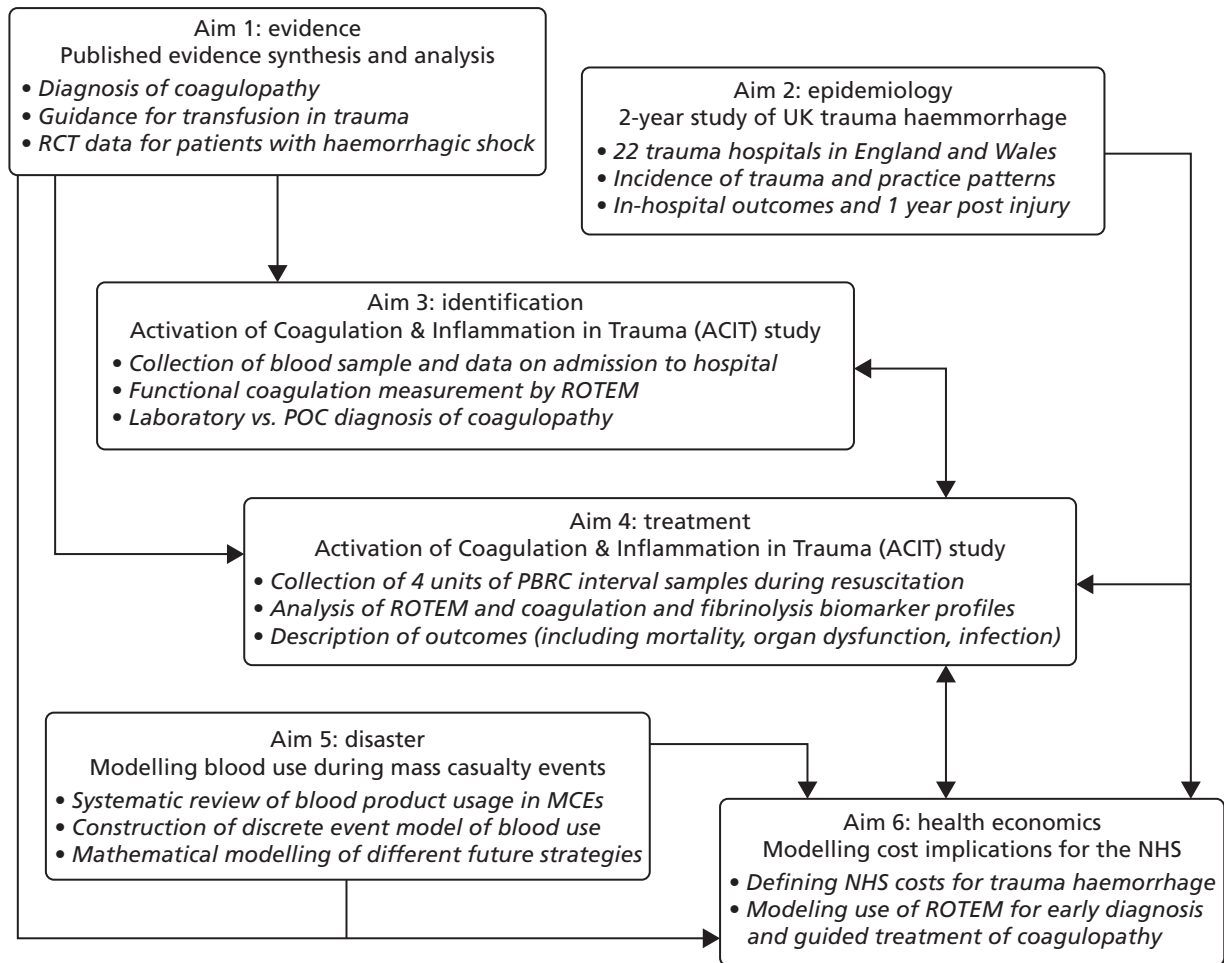 Aim 1: evidence
Published evidence synthesis and analysis
• Diagnosis of coagulopathy
• Guidance for transfusion in trauma
• RCT data for patients with haemorrhagic shock
Aim 2: epidemiology
2-year study of UK trauma haemmorrhage
• 22 trauma hospitals in England and Wales
• Incidence of trauma and practice patterns
• In-hospital outcomes and 1 year post injury
Aim 3: identification
Activation of Coagulation & Inflammation in Trauma (ACIT) study
• Collection of blood sample and data on admission to hospital
• Functional coagulation measurement by ROTEM
• Laboratory vs. POC diagnosis of coagulopathy
Aim 4: treatment
Activation of Coagulation & Inflammation in Trauma (ACIT) study
• Collection of 4 units of PBRC interval samples during resuscitation
• Analysis of ROTEM and coagulation and fibrinolysis biomarker profiles
• Description of outcomes (including mortality, organ dysfunction, infection)
Aim 5: disaster
Modelling blood use during mass casualty events
• Systematic review of blood product usage in MCEs
• Construction of discrete event model of blood use
• Mathematical modelling of different future strategies
Aim 6: health economics
Modelling cost implications for the NHS
• Defining NHS costs for trauma haemorrhage
• Modeling use of ROTEM for early diagnosis
and guided treatment of coagulopathy